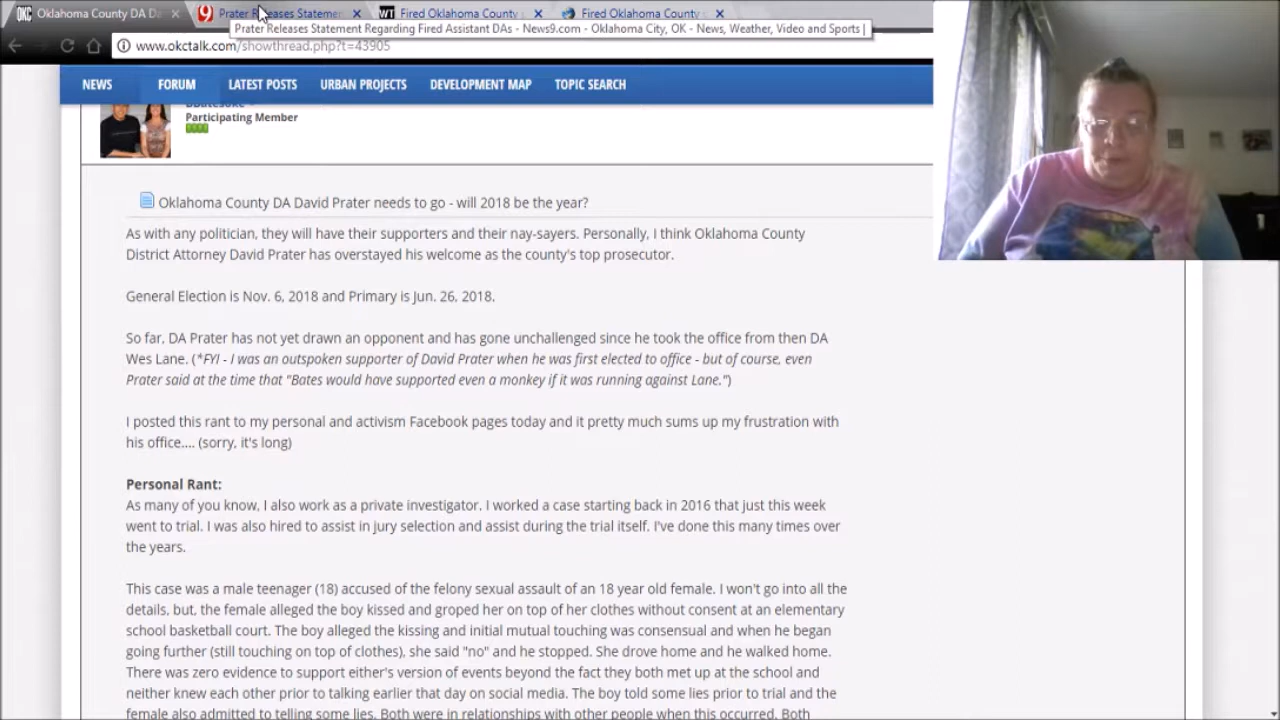 OKC Oklahoma County DA Da
9 Prater Releases Statemen
WT Fired Oklahoma County
Fired Oklahoma County
Prater Releases Statement Regarding Fired Assistant DAs - News9.com - Oklahoma City, OK - News, Weather, Video and Sports |
www.okctalk.com/showthread.php?t=43905
NEWS FORUM LATEST POSTS URBAN PROJECTS DEVELOPMENT MAP TOPIC SEARCH
Participating Member
Oklahoma County DA David Prater needs to go - will 2018 be the year?
As with any politician, they will have their supporters and their nay-sayers. Personally, I think Oklahoma County
District Attorney David Prater has overstayed his welcome as the county's top prosecutor.
General Election is Nov. 6, 2018 and Primary is Jun. 26, 2018.
So far, DA Prater has not yet drawn an opponent and has gone unchallenged since he took the office from then DA
Wes Lane. (*FYI - I was an outspoken supporter of David Prater when he was first elected to office - but of course, even
Prater said at the time that "Bates would have supported even a monkey if it was running against Lane.")
I posted this rant to my personal and activism Facebook pages today and it pretty much sums up my frustration with
his office.... (sorry, it's long)
Personal Rant:
As many of you know, I also work as a private investigator. I worked a case starting back in 2016 that just this week
went to trial. I was also hired to assist in jury selection and assist during the trial itself. I've done this many times over
the years.
This case was a male teenager (18) accused of the felony sexual assault of an 18 year old female. I won't go into all the
details, but, the female alleged the boy kissed and groped her on top of her clothes without consent at an elementary
school basketball court. The boy alleged the kissing and initial mutual touching was consensual and when he began
going further (still touching on top of clothes), she said "no" and he stopped. She drove home and he walked home.
There was zero evidence to support either's version of events beyond the fact they both met up at the school and
neither knew each other prior to talking earlier that day on social media. The boy told some lies prior to trial and the
female also admitted to telling some lies. Both were in relationships with other people when this occurred. Both